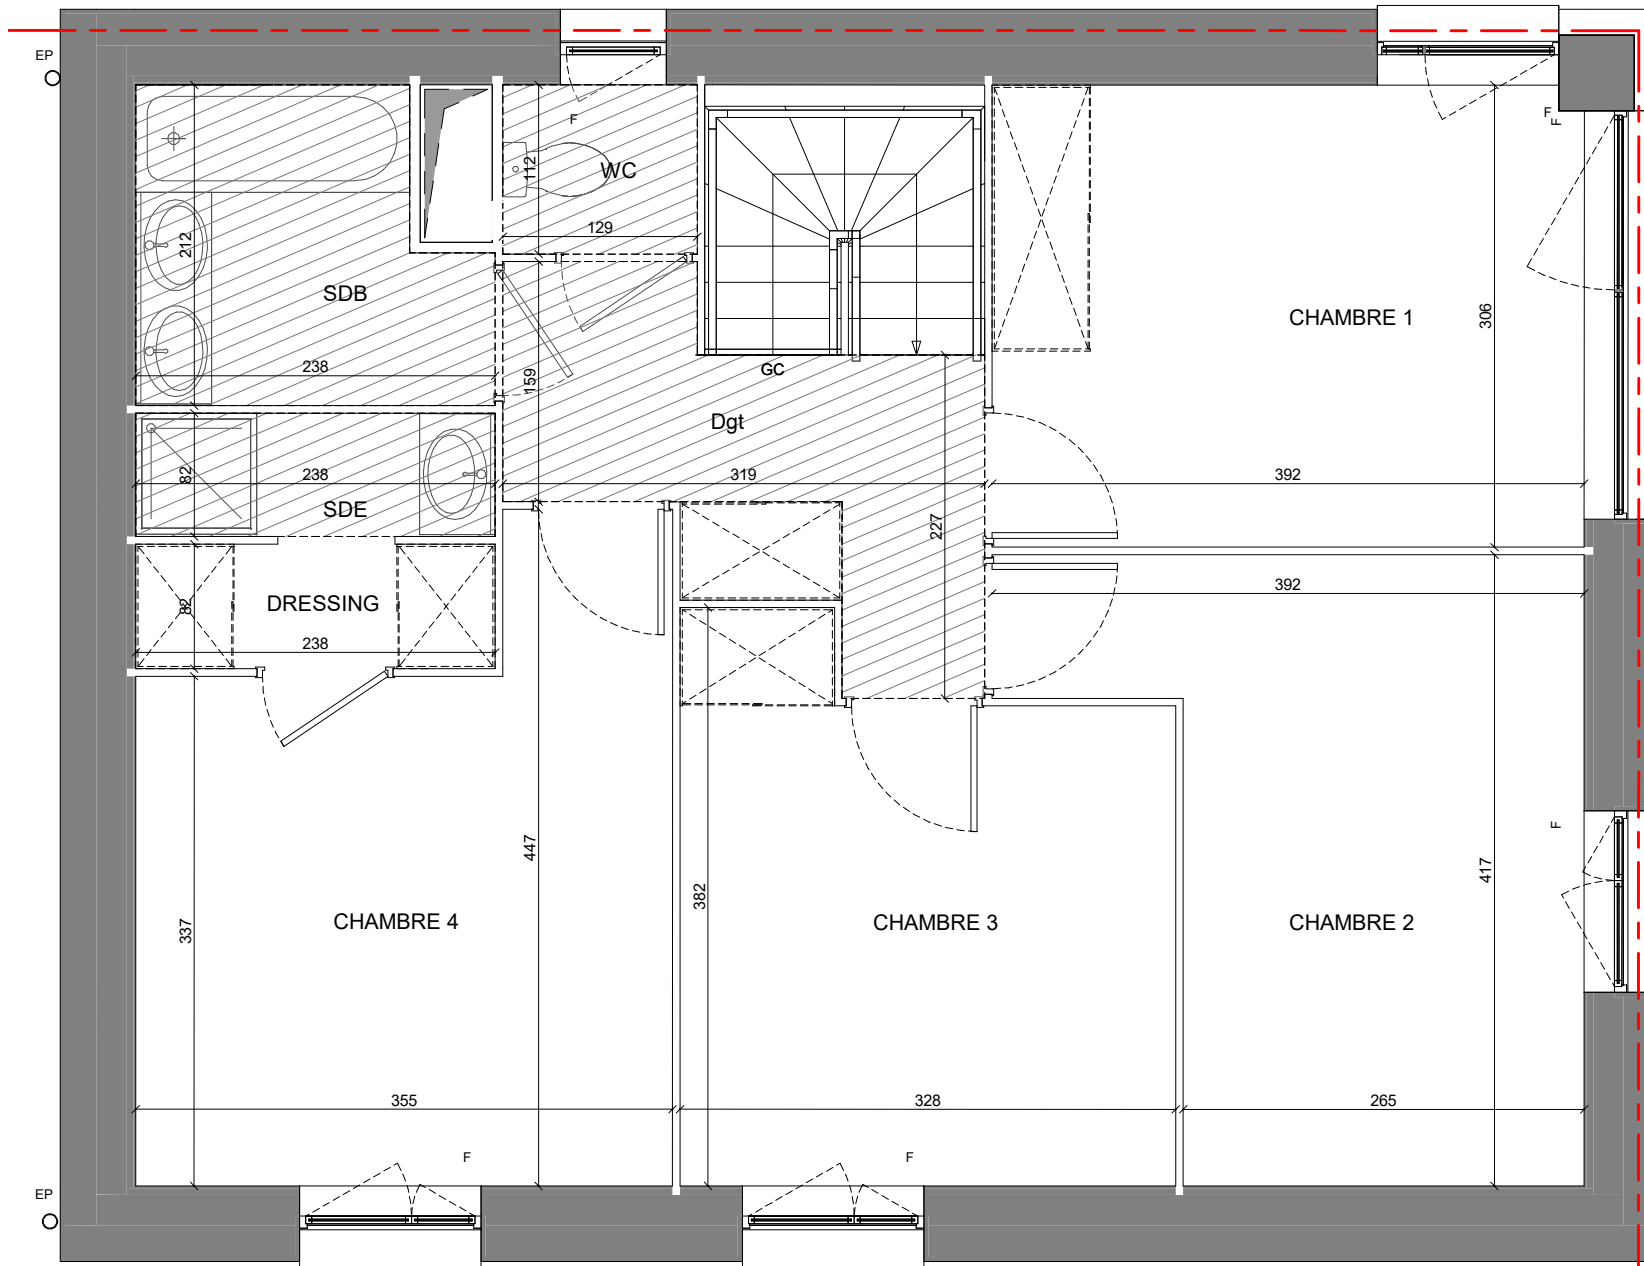 EP
F
F
F
112
WC
129
212
SDB
306
CHAMBRE 1
238
159
GC
Dgt
82
238
319
392
SDE
227
392
82
DRESSING
238
F
447
417
382
337
CHAMBRE 4
CHAMBRE 3
CHAMBRE 2
355
328
265
F
F
EP